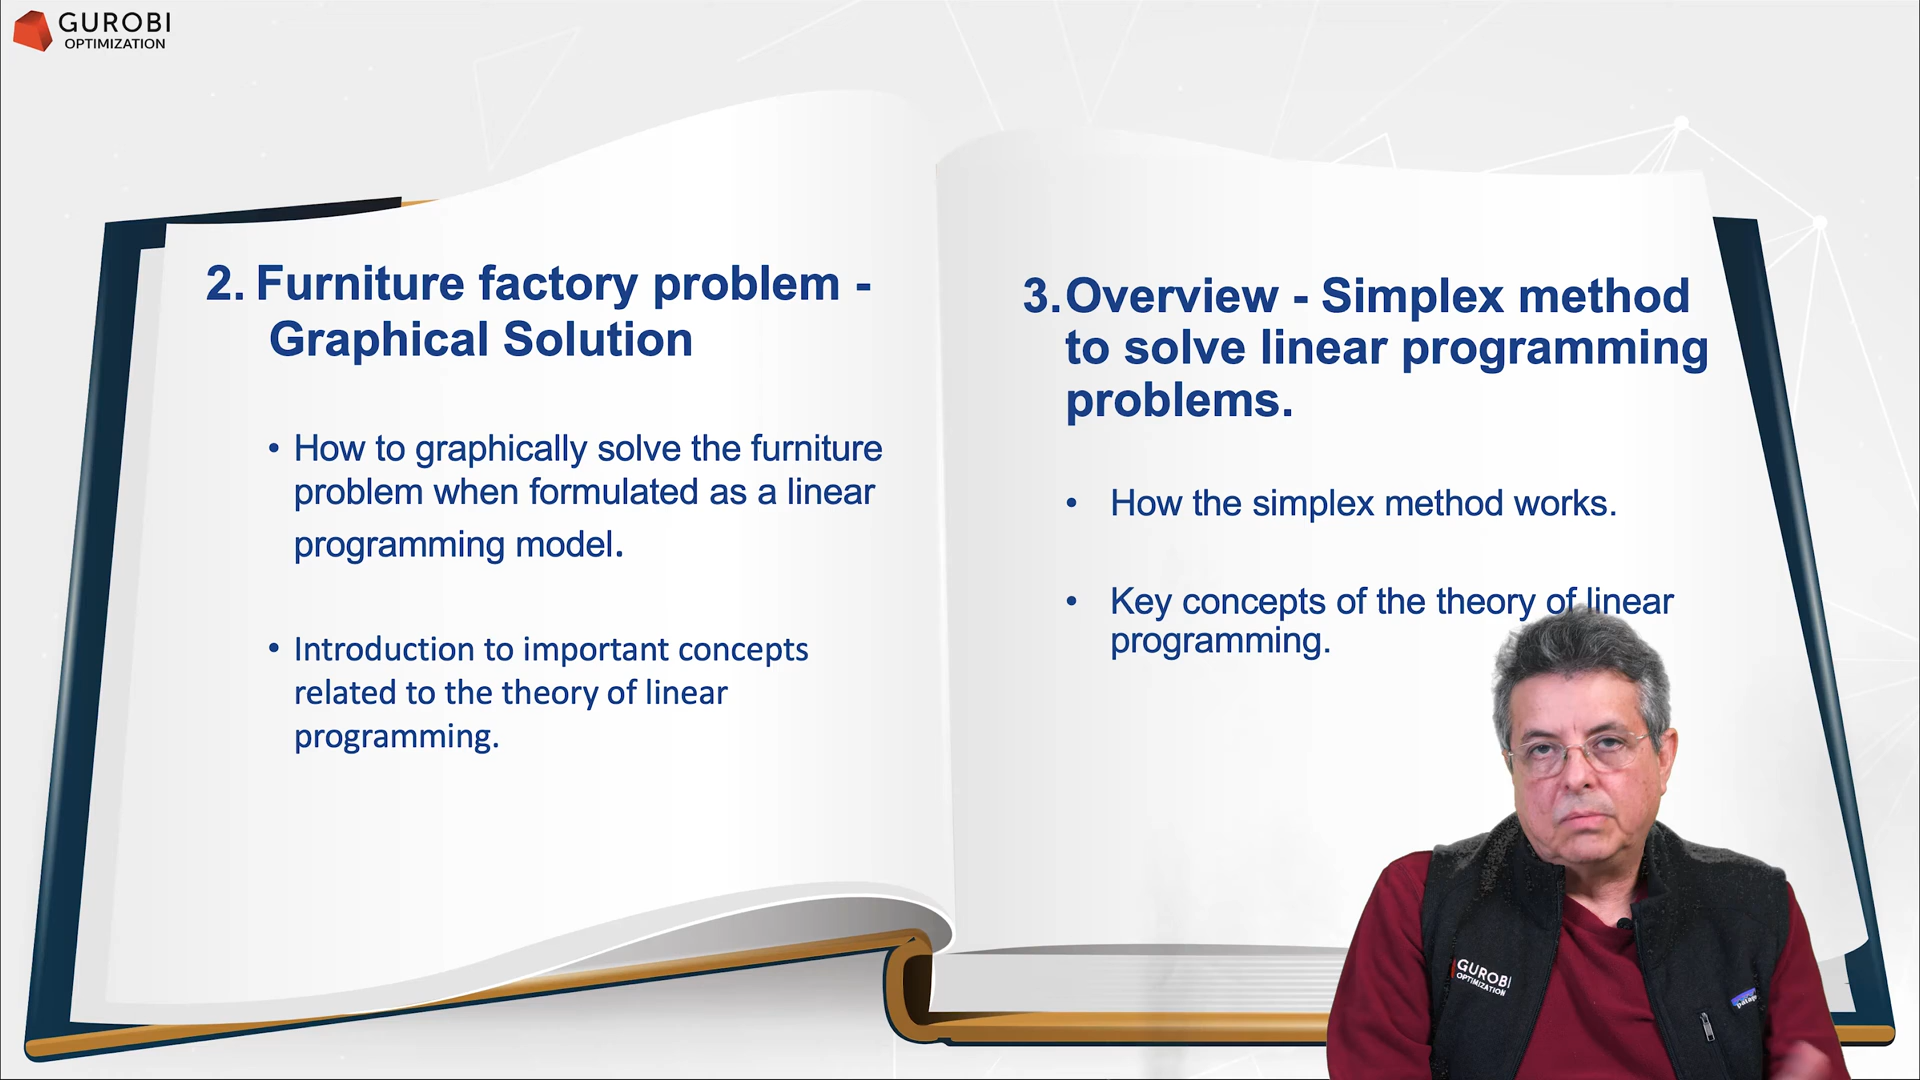 GUROBI
OPTIMIZATION
2. Furniture factory problem -
Graphical Solution
• How to graphically solve the furniture
problem when formulated as a linear
programming model.
• Introduction to important concepts
related to the theory of linear
programming.
3. Overview - Simplex method
to solve linear programming
problems.
• How the simplex method works.
• Key concepts of the theory of linear
programming.
GUROBI
OPTIMIZATION